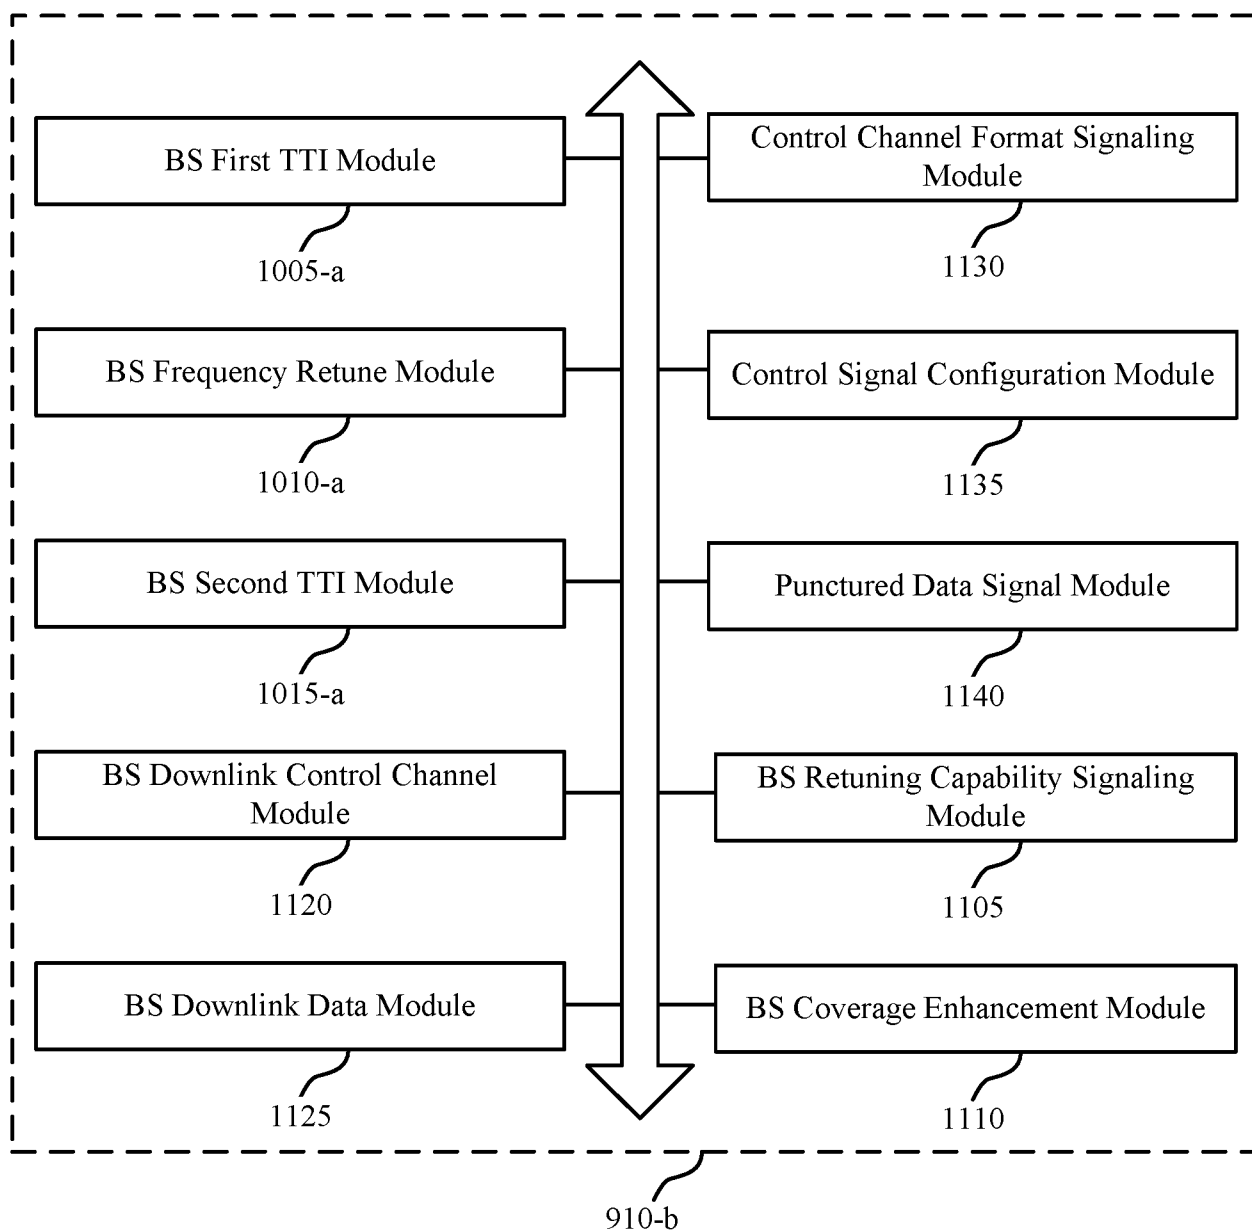 BS First TTI Module
1005-a
BS Frequency Retune Module
1010-a
BS Second TTI Module
1015-a
BS Downlink Control Channel
Module
1120
BS Downlink Data Module
1125
Control Channel Format Signaling
Module
1130
Control Signal Configuration Module
1135
Punctured Data Signal Module
1140
BS Retuning Capability Signaling
Module
1105
BS Coverage Enhancement Module
1110
910-b